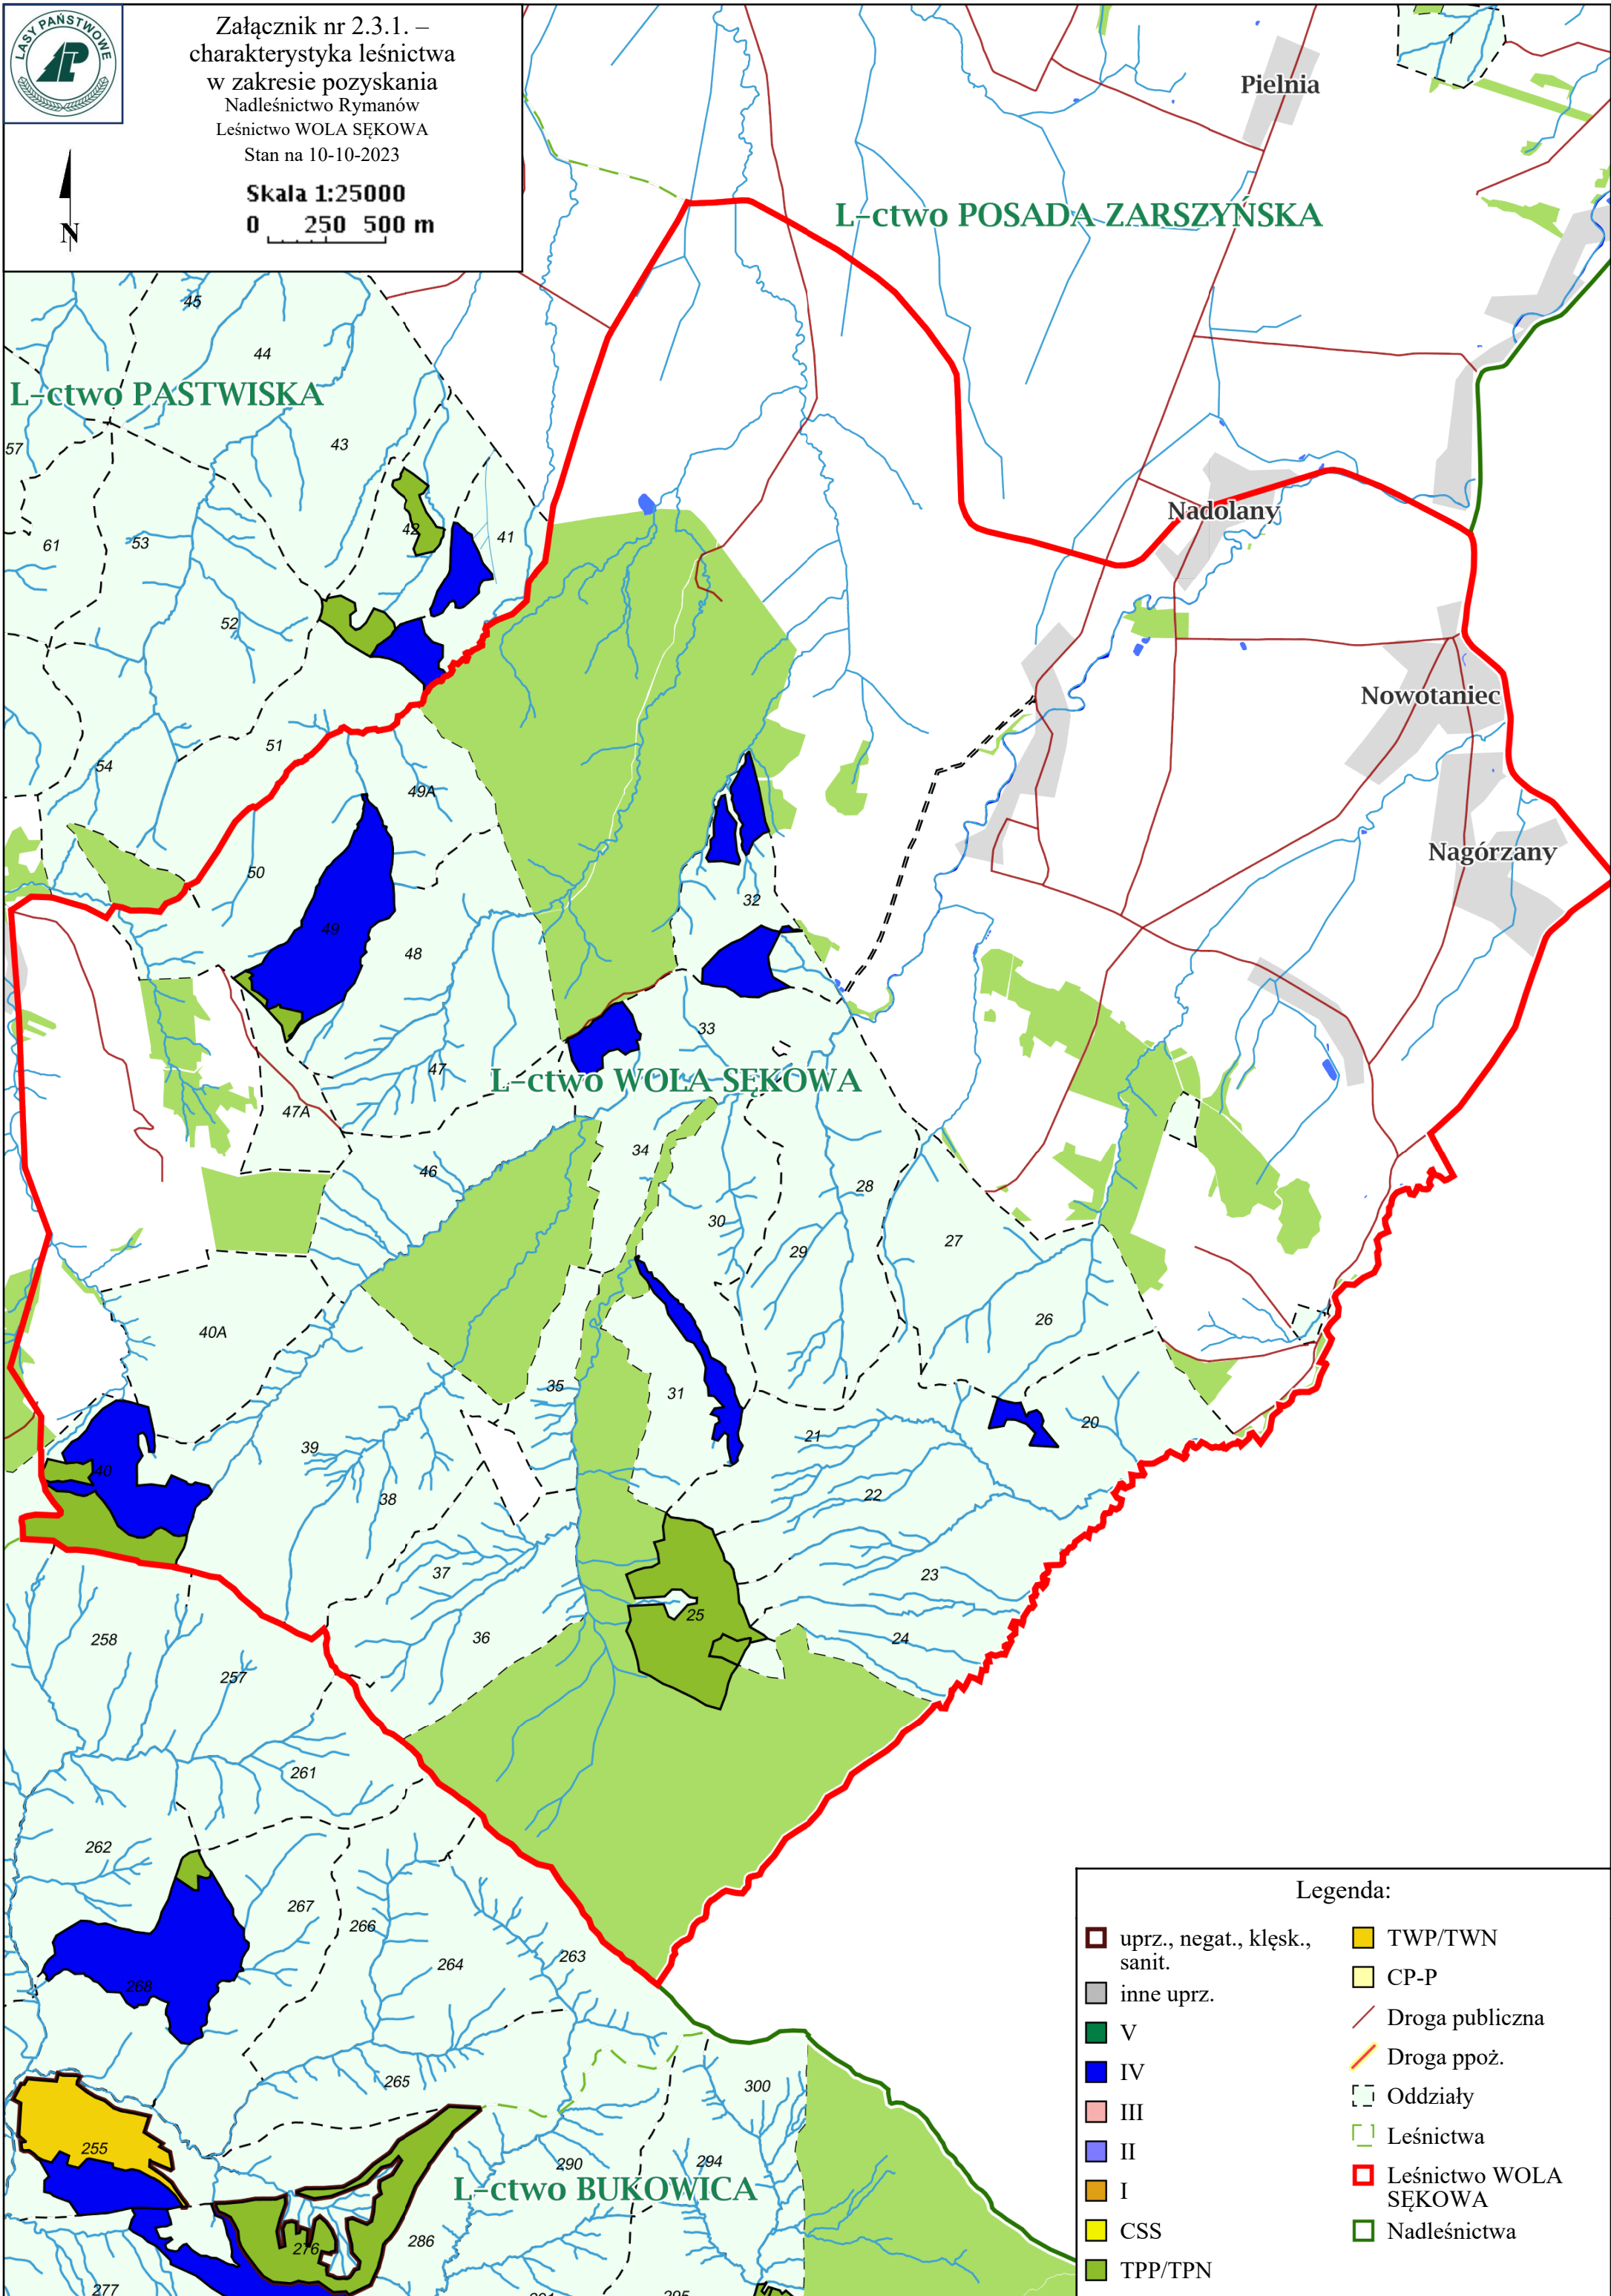 LASY PAŃSTWOWE
LP
Załącznik nr 2.3.1. –
charakterystyka leśnictwa
w zakresie pozyskania
Nadleśnictwo Rymanów
Leśnictwo WOLA SĘKOWA
Stan na 10-10-2023
Skala 1:25000
0 250 500 m
N
1
Pielnia
L-ctwo POSADA ZARSZYŃSKA
45
44
L-ctwo PASTWISKA
57
43
42
41
Nadolany
61
53
52
51
54
49A
Nowotaniec
Nagórzany
50
49
48
32
33
47
L-ctwo WOLA SĘKOWA
47A
46
34
30
28
29
27
26
40A
35
31
21
20
39
40
38
22
37
23
25
36
24
258
257
261
262
267
266
264
263
268
265
300
255
290
294
L-ctwo BUKOWICA
286
276
277
291
295
Legenda:
uprz., negat., klęsk.,
sanit.
inne uprz.
V
IV
III
II
I
CSS
TPP/TPN
TWP/TWN
CP-P
Droga publiczna
Droga ppoż.
Oddziały
Leśnictwa
Leśnictwo WOLA
SĘKOWA
Nadleśnictwa